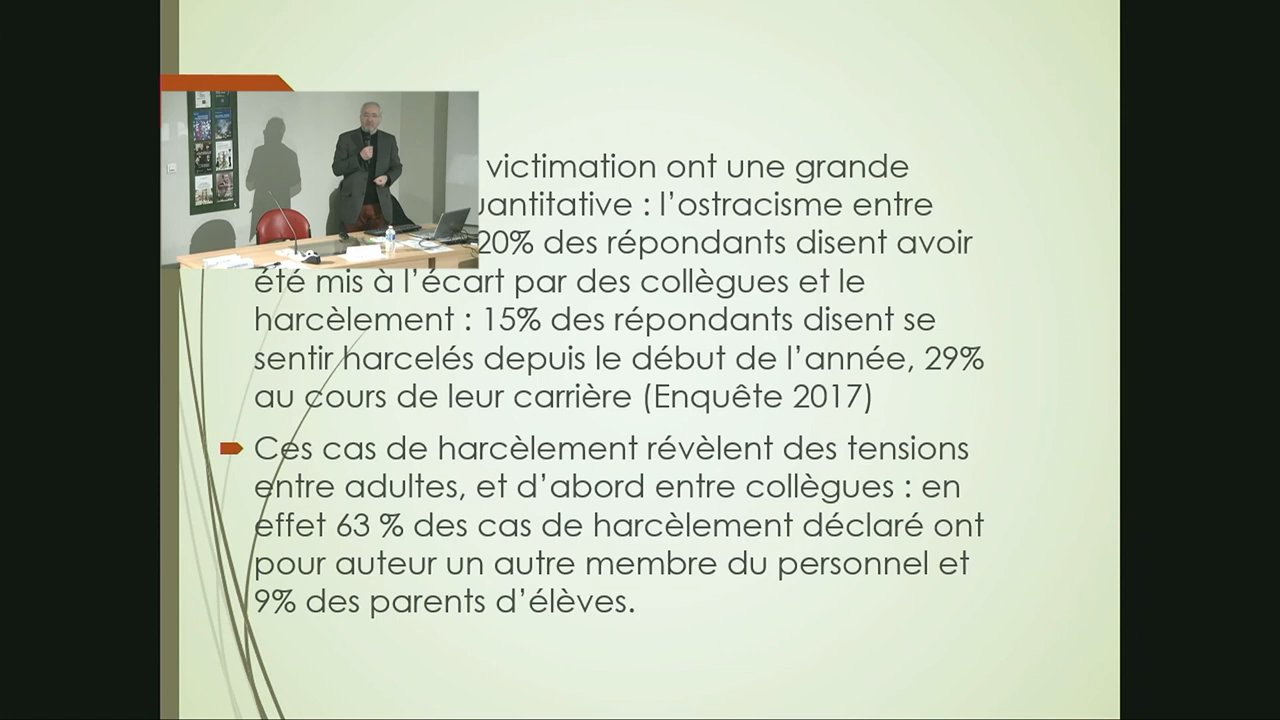 victimation ont une grande
uantitative : l’ostracisme entre
20% des répondants disent avoir
été mis à l’écart par des collègues et le
harcèlement : 15% des répondants disent se
sentir harcelés depuis le début de l’année, 29%
au cours de leur carrière (Enquête 2017)
Ces cas de harcèlement révèlent des tensions
entre adultes, et d’abord entre collègues : en
effet 63 % des cas de harcèlement déclaré ont
pour auteur un autre membre du personnel et
9% des parents d’élèves.